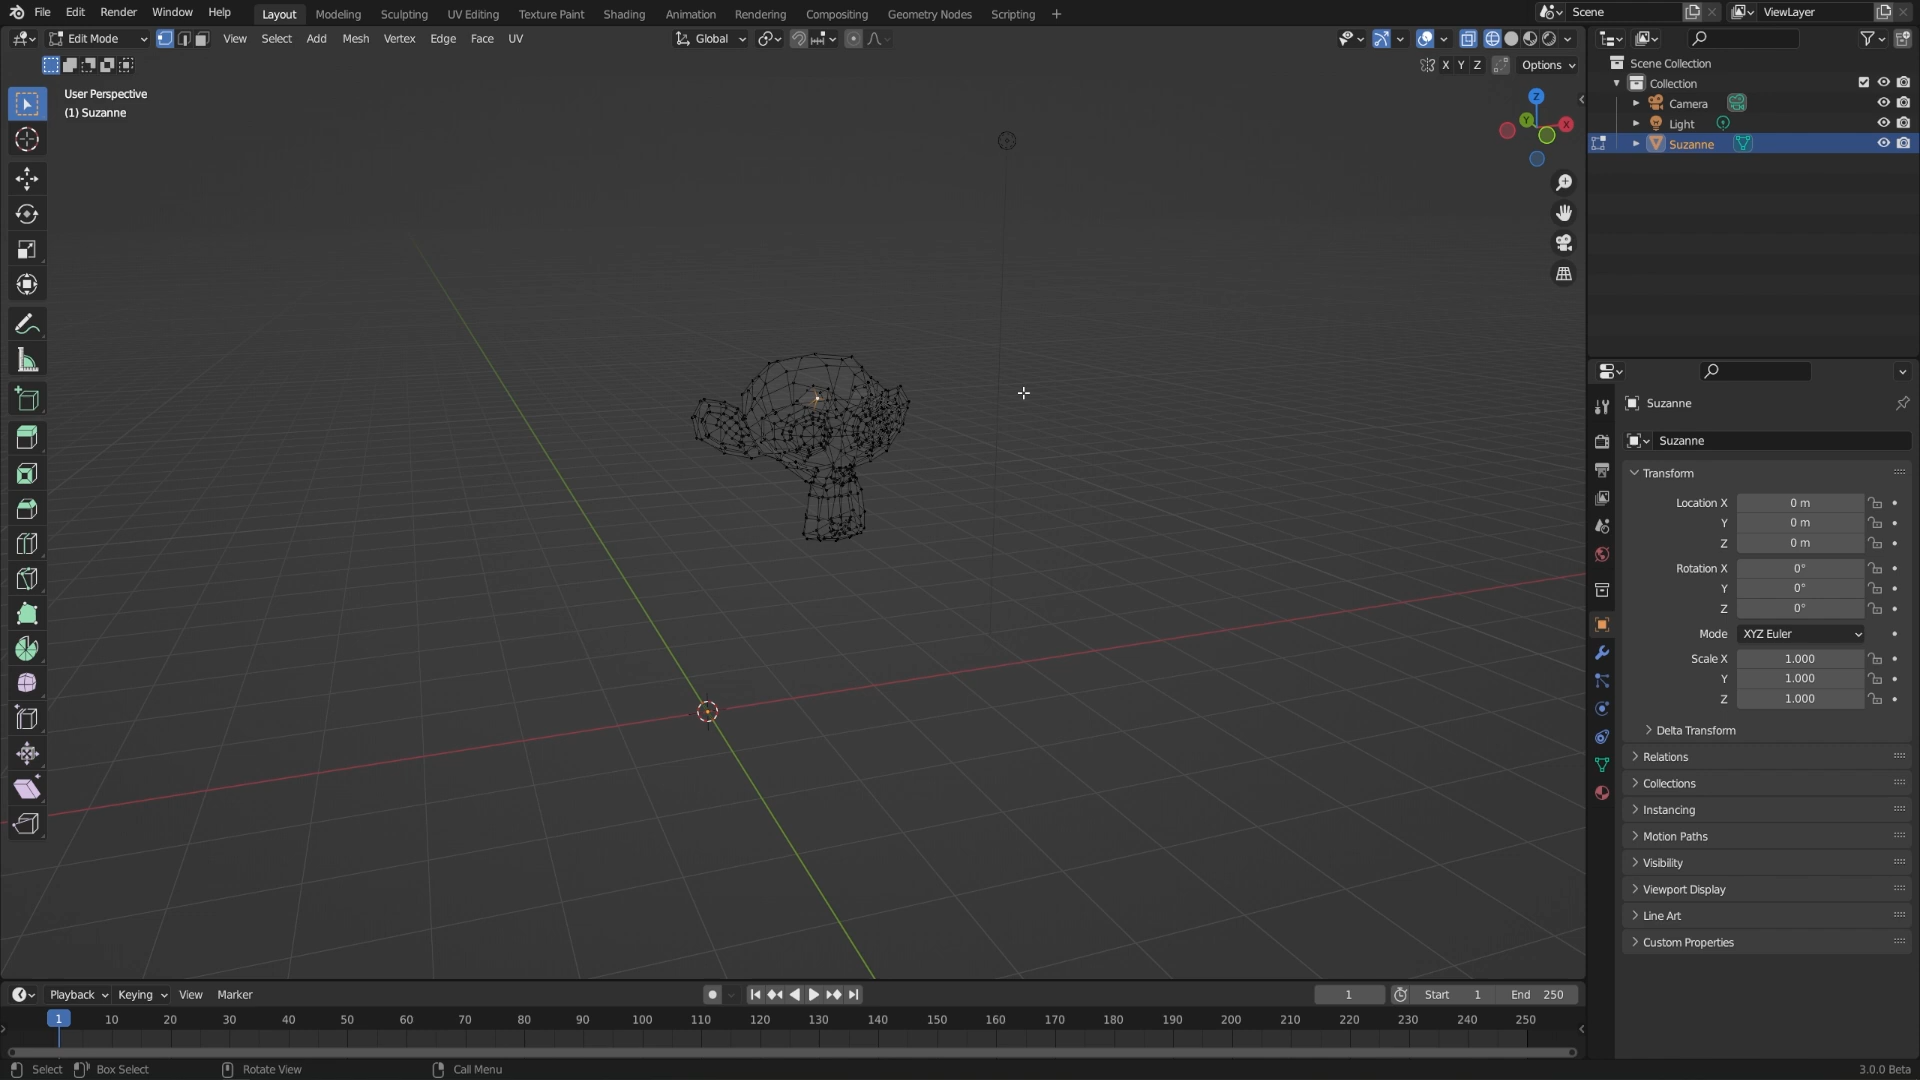 File Edit Render Window Help Layout Modeling Sculpting UV Editing Texture Paint Shading Animation Rendering Compositing Geometry Nodes Scripting + Scene ViewLayer
Edit Mode View Select Add Mesh Vertex Edge Face UV Global
X Y Z Options
User Perspective
(1) Suzanne
Z
Y
X
Scene Collection
Collection
Camera
Light
Suzanne
Suzanne
Suzanne
Transform
Location X 0 m
Y 0 m
Z 0 m
Rotation X 0°
Y 0°
Z 0°
Mode XYZ Euler
Scale X 1.000
Y 1.000
Z 1.000
Delta Transform
Relations
Collections
Instancing
Motion Paths
Visibility
Viewport Display
Line Art
Custom Properties
Playback Keying View Marker 1 Start 1 End 250
1 10 20 30 40 50 60 70 80 90 100 110 120 130 140 150 160 170 180 190 200 210 220 230 240 250
Select Box Select Rotate View Call Menu 3.0.0 Beta